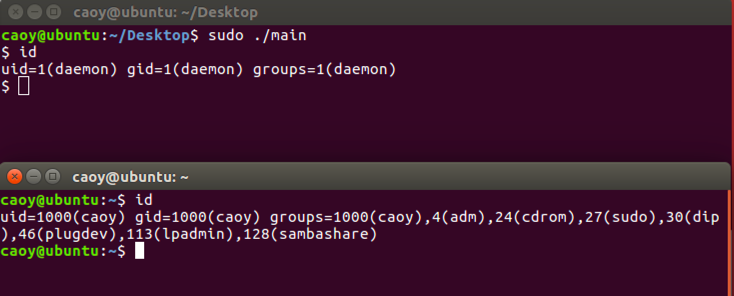 caoy@ubuntu: ~/Desktop
caoy@ubuntu:~/Desktop$ sudo ./main
$ id
uid=1(daemon) gid=1(daemon) groups=1(daemon)
$
caoy@ubuntu: ~
caoy@ubuntu:~$ id
uid=1000(caoy) gid=1000(caoy) groups=1000(caoy),4(adm),24(cdrom),27(sudo),30(dip
),46(plugdev),113(lpadmin),128(sambashare)
caoy@ubuntu:~$